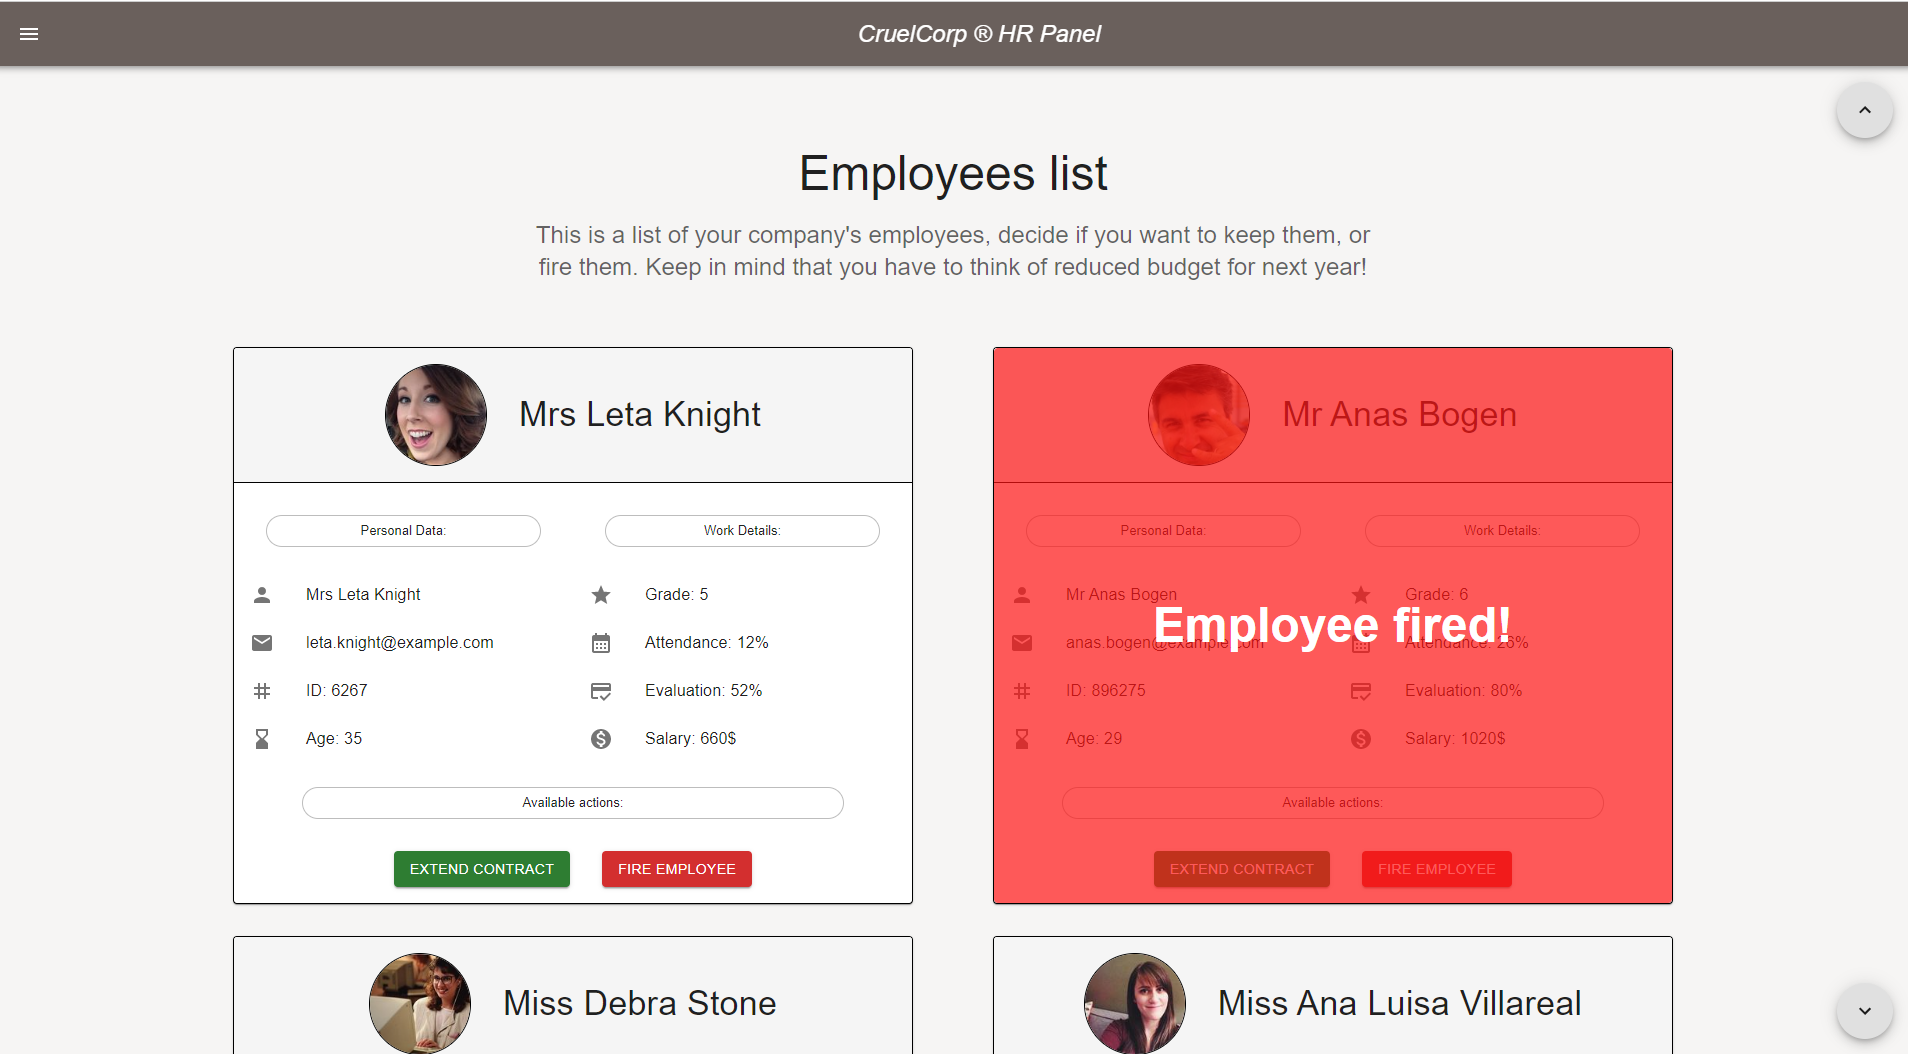 CruelCorp ® HR Panel
Employees list
This is a list of your company's employees, decide if you want to keep them, or
fire them. Keep in mind that you have to think of reduced budget for next year!
Mrs Leta Knight
Personal Data:
Work Details:
Mrs Leta Knight
Grade: 5
leta.knight@example.com
Attendance: 12%
ID: 6267
Evaluation: 52%
Age: 35
Salary: 660$
Available actions:
EXTEND CONTRACT
FIRE EMPLOYEE
Mr Anas Bogen
Personal Data:
Work Details:
Mr Anas Bogen
Grade: 6
Employee fired!
anas.bogen@example.com
Attendance: 26%
ID: 896275
Evaluation: 80%
Age: 29
Salary: 1020$
Available actions:
EXTEND CONTRACT
FIRE EMPLOYEE
Miss Debra Stone
Miss Ana Luisa Villareal